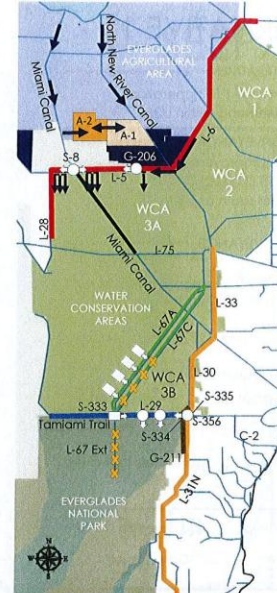 North New
River Canal
EVERGLADES
AGRICULTURAL
AREA
Miami Canal
A-2
A-1
L-6
WCA
1
S-8
G-206
L-5
WCA
2
WCA
3A
L-28
Miami Canal
I-75
WATER
CONSERVATION
AREAS
L-67A
L-67C
L-33
L-30
WCA
3B
S-335
S-333
L-29
S-356
Tamiami Trail
S-334
C-2
L-67 Ext
G-211
L-31N
EVERGLADES
NATIONAL
PARK
N